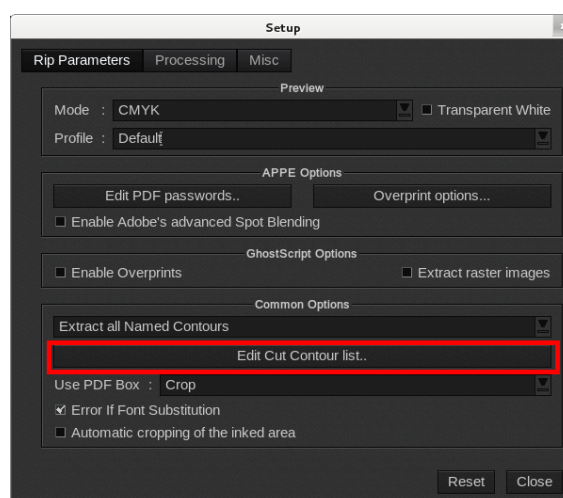 Setup
Rip Parameters Processing Misc
Preview
Mode : CMYK Transparent White
Profile : Default
APPE Options
Edit PDF passwords.. Overprint options...
Enable Adobe's advanced Spot Blending
GhostScript Options
Enable Overprints Extract raster images
Common Options
Extract all Named Contours
Edit Cut Contour list..
Use PDF Box : Crop
Error If Font Substitution
Automatic cropping of the inked area
Reset Close